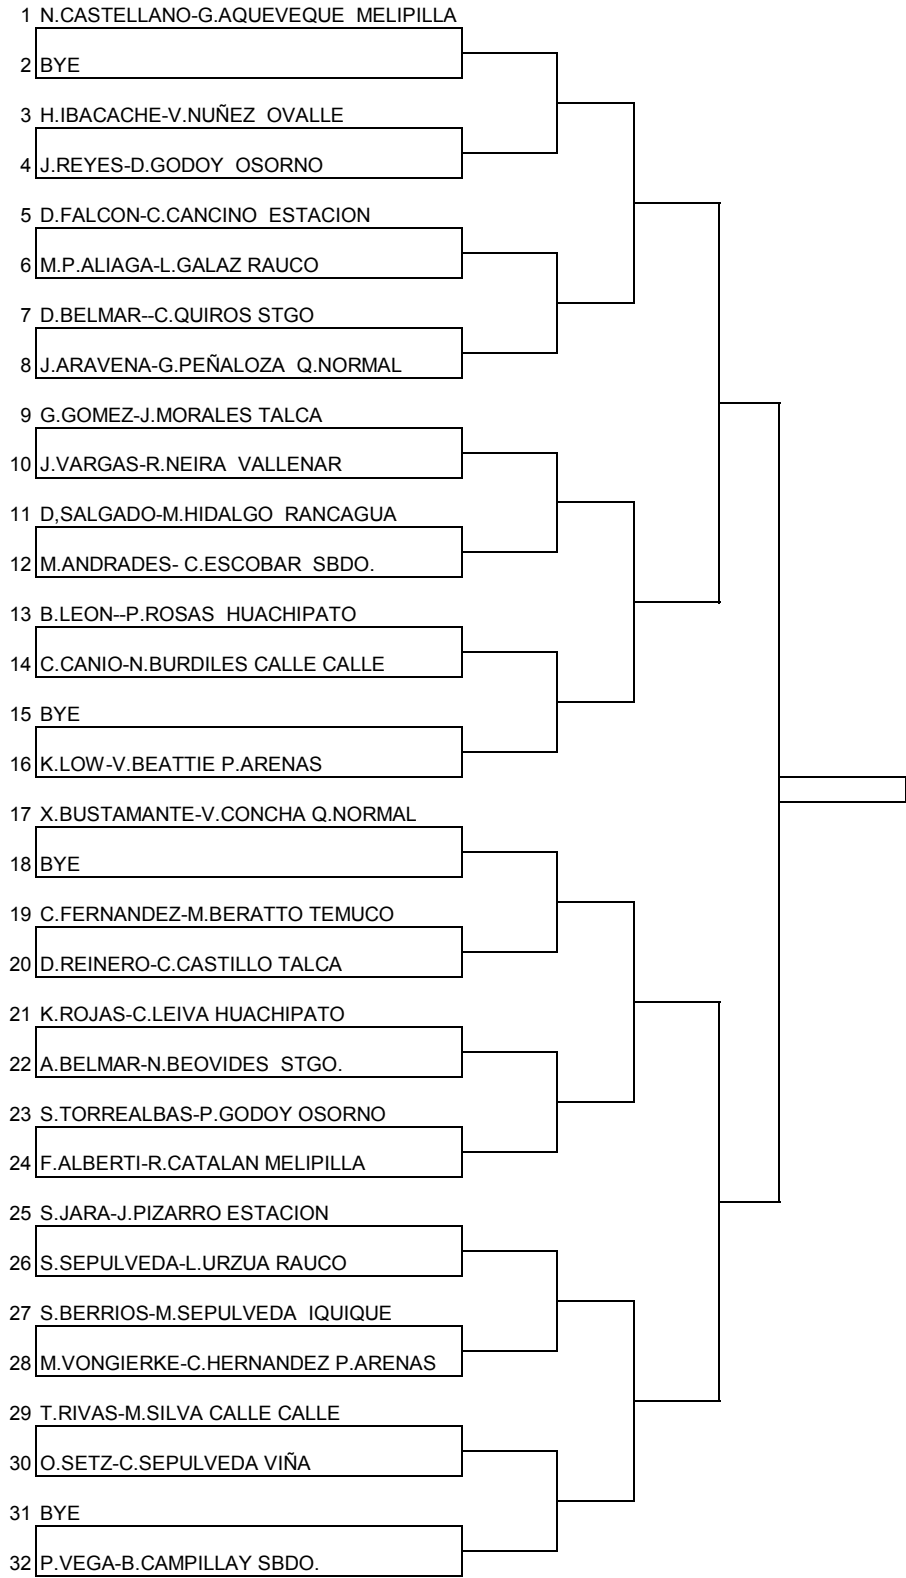 1 N.CASTELLANO-G.AQUEVEQUE  MELIPILLA
2 BYE
3 H.IBACACHE-V.NUÑEZ  OVALLE
4 J.REYES-D.GODOY  OSORNO
5 D.FALCON-C.CANCINO  ESTACION
6 M.P.ALIAGA-L.GALAZ RAUCO
7 D.BELMAR--C.QUIROS STGO
8 J.ARAVENA-G.PEÑALOZA  Q.NORMAL
9 G.GOMEZ-J.MORALES TALCA
10 J.VARGAS-R.NEIRA  VALLENAR
11 D,SALGADO-M.HIDALGO  RANCAGUA
12 M.ANDRADES- C.ESCOBAR  SBDO.
13 B.LEON--P.ROSAS  HUACHIPATO
14 C.CANIO-N.BURDILES CALLE CALLE
15 BYE
16 K.LOW-V.BEATTIE P.ARENAS
17 X.BUSTAMANTE-V.CONCHA Q.NORMAL
18 BYE
19 C.FERNANDEZ-M.BERATTO TEMUCO
20 D.REINERO-C.CASTILLO TALCA
21 K.ROJAS-C.LEIVA HUACHIPATO
22 A.BELMAR-N.BEOVIDES  STGO.
23 S.TORREALBAS-P.GODOY OSORNO
24 F.ALBERTI-R.CATALAN MELIPILLA
25 S.JARA-J.PIZARRO ESTACION
26 S.SEPULVEDA-L.URZUA RAUCO
27 S.BERRIOS-M.SEPULVEDA  IQUIQUE
28 M.VONGIERKE-C.HERNANDEZ P.ARENAS
29 T.RIVAS-M.SILVA CALLE CALLE
30 O.SETZ-C.SEPULVEDA VIÑA
31 BYE
32 P.VEGA-B.CAMPILLAY SBDO.